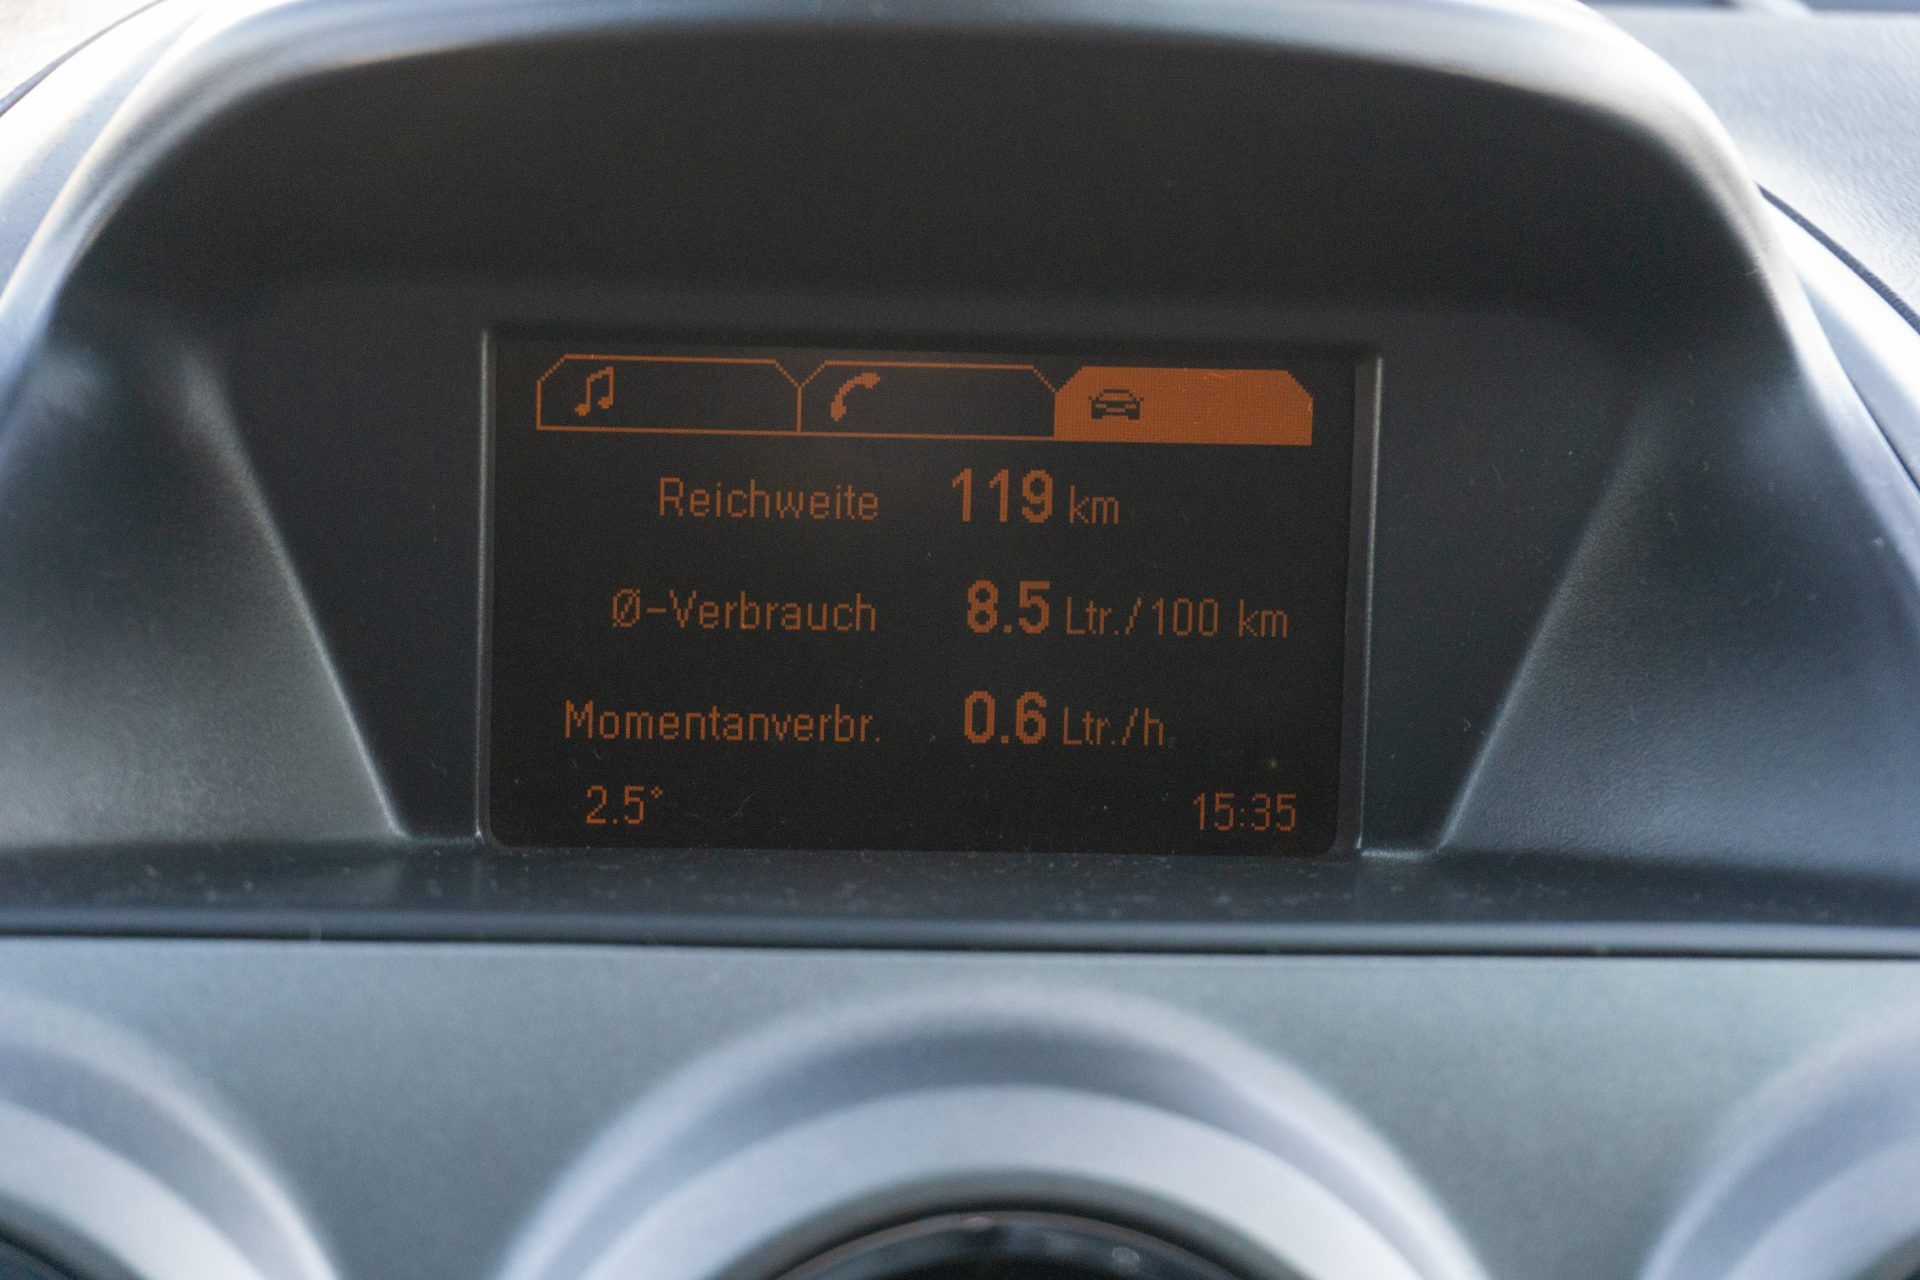 Reichweite 119 km
Ø-Verbrauch 8.5 Ltr./100 km
Momentanverbr. 0.6 Ltr./h
2.5° 15:35